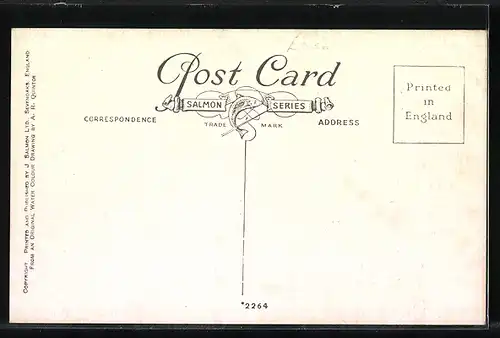 Post Card
SALMON SERIES
TRADE MARK
CORRESPONDENCE
ADDRESS
Printed
in
England
COPYRIGHT. PRINTED AND PUBLISHED BY J. SALMON LTD., SEVENOAKS, ENGLAND.
FROM AN ORIGINAL WATER COLOUR DRAWING BY A. R. QUINTON
*2264